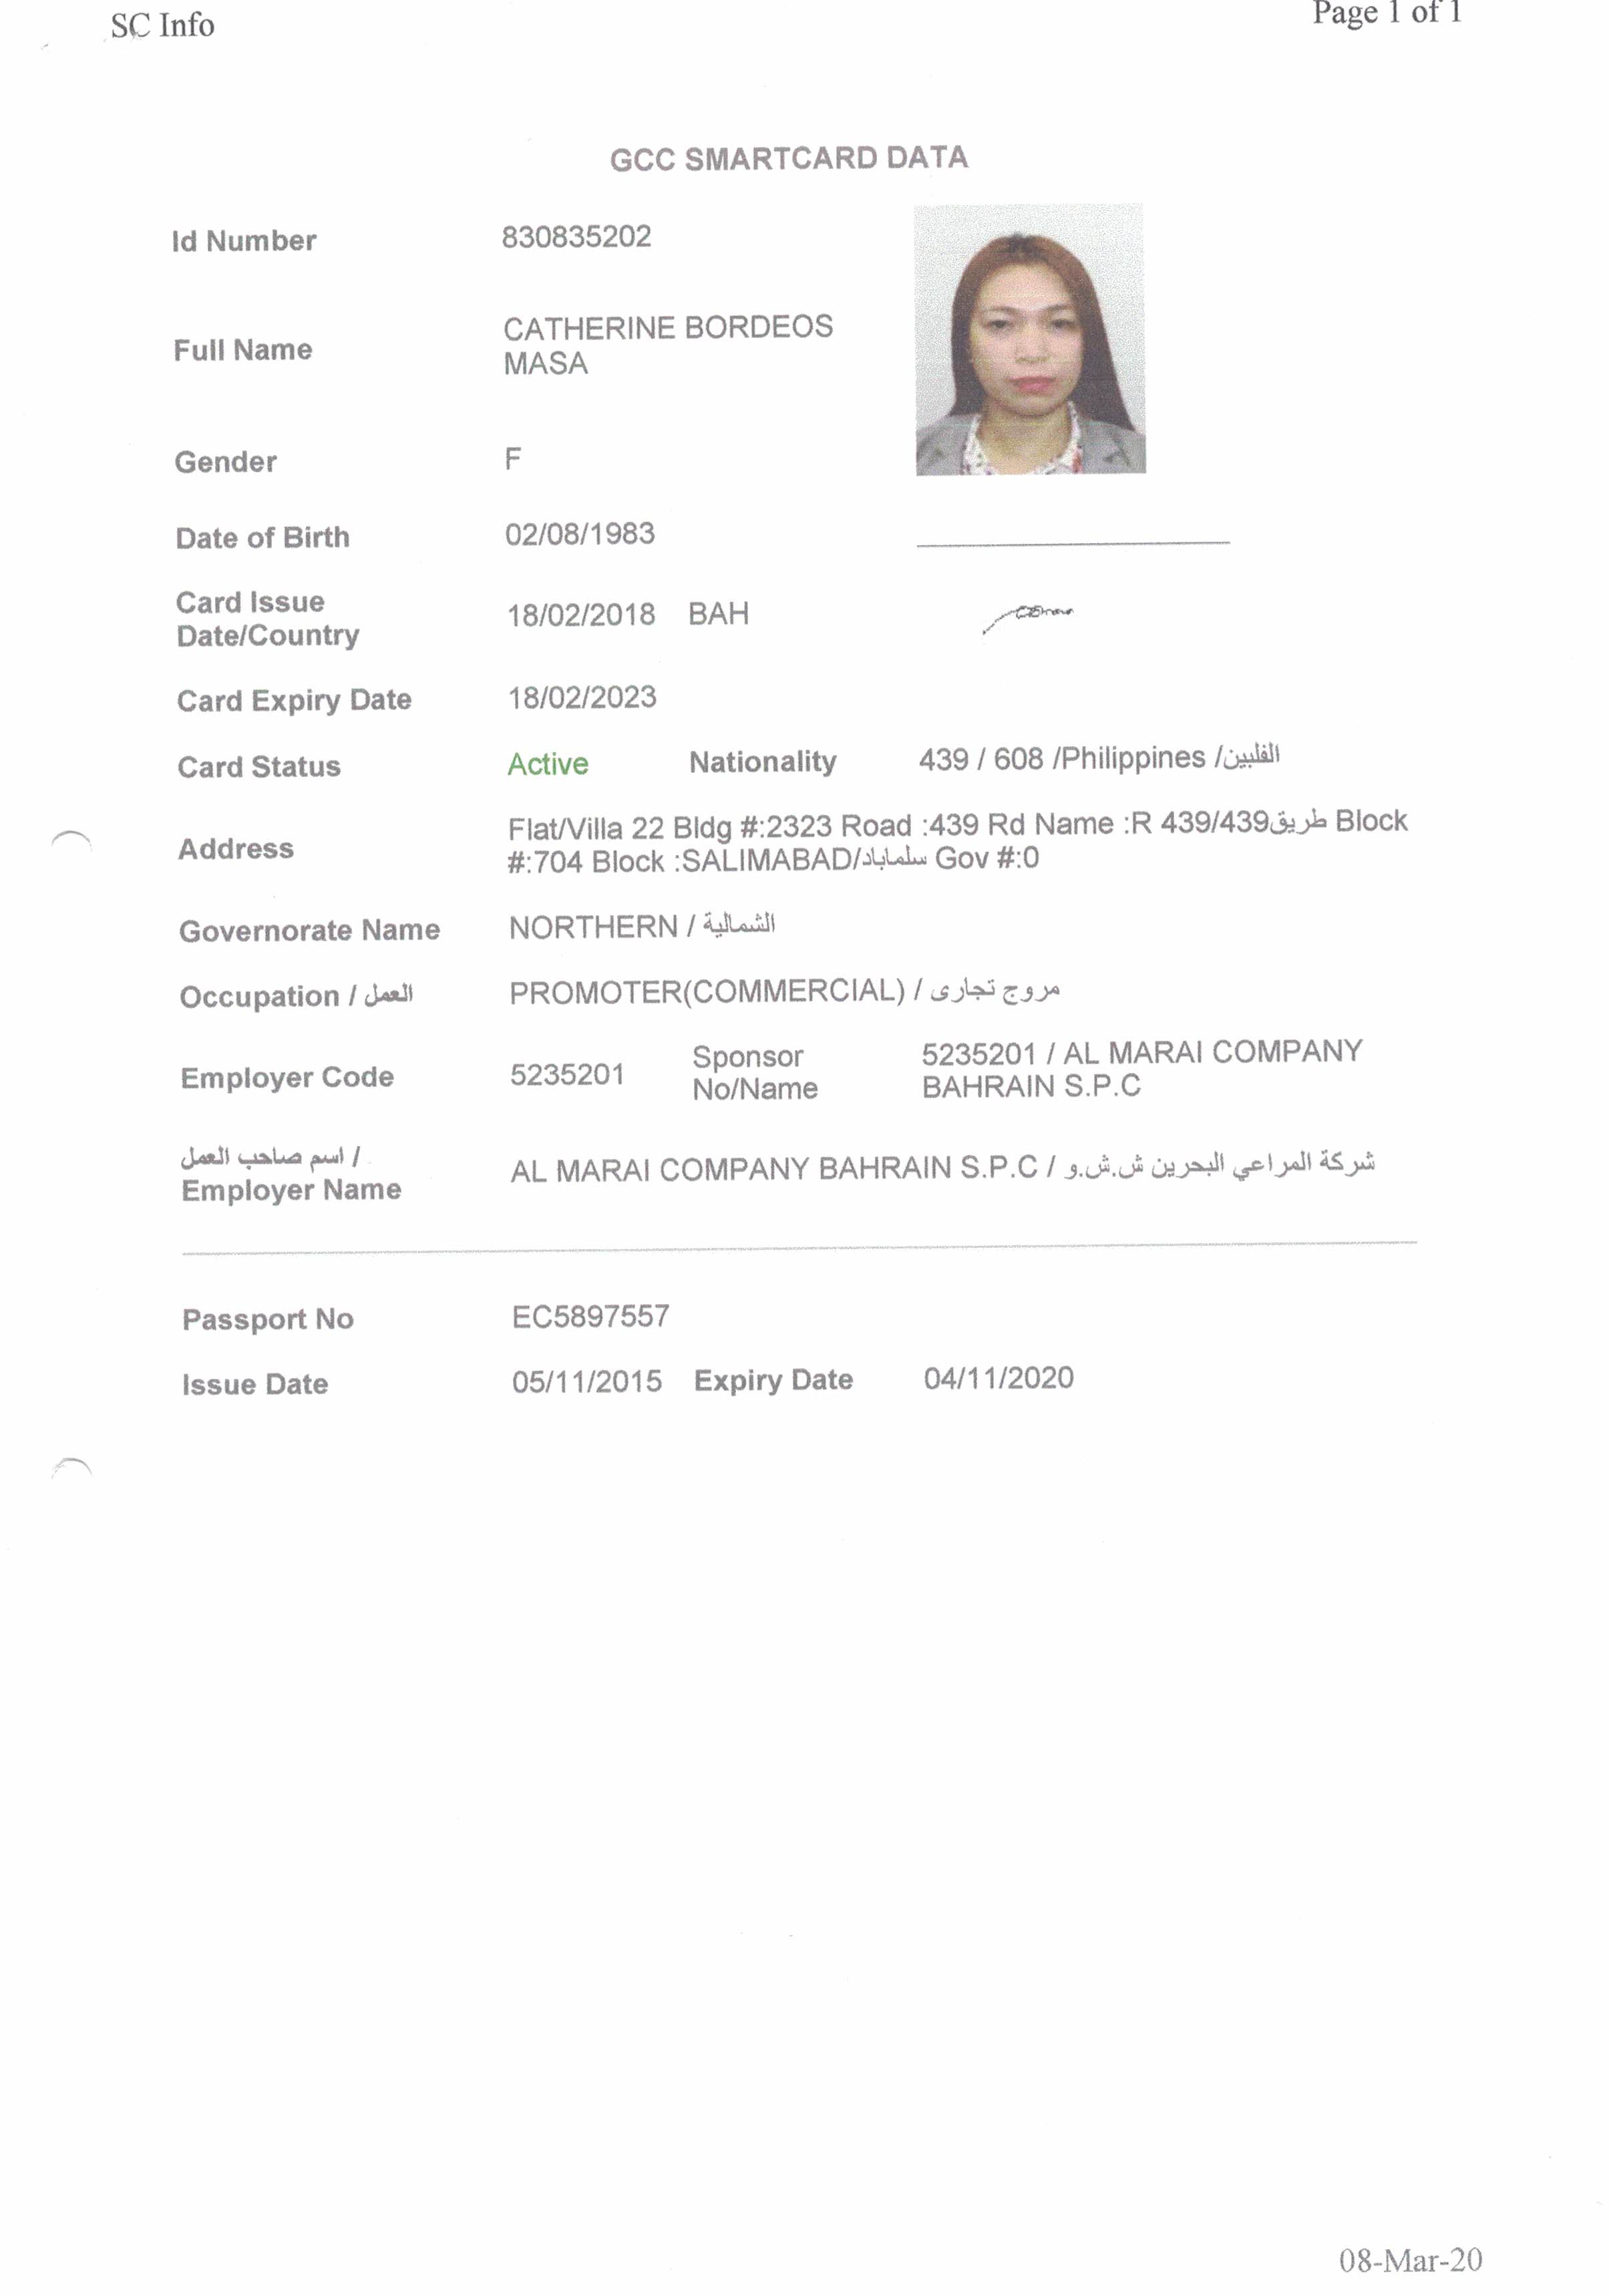 SC Info
Page 1 of 1
GCC SMARTCARD DATA
Id Number 830835202
Full Name CATHERINE BORDEOS
MASA
Gender F
Date of Birth 02/08/1983
Card Issue
Date/Country 18/02/2018 BAH
Card Expiry Date 18/02/2023
Card Status Active Nationality 439 / 608 /Philippines /الفلبين
Address Flat/Villa 22 Bldg #:2323 Road :439 Rd Name :R 439/439طريق Block
#:704 Block :SALIMABAD/سلماباد Gov #:0
Governorate Name NORTHERN / الشمالية
Occupation / العمل PROMOTER(COMMERCIAL) / مروج تجارى
Employer Code 5235201 Sponsor
No/Name 5235201 / AL MARAI COMPANY
BAHRAIN S.P.C
اسم صاحب العمل /
Employer Name AL MARAI COMPANY BAHRAIN S.P.C / شركة المراعي البحرين ش.ش.و
Passport No EC5897557
Issue Date 05/11/2015 Expiry Date 04/11/2020
08-Mar-20